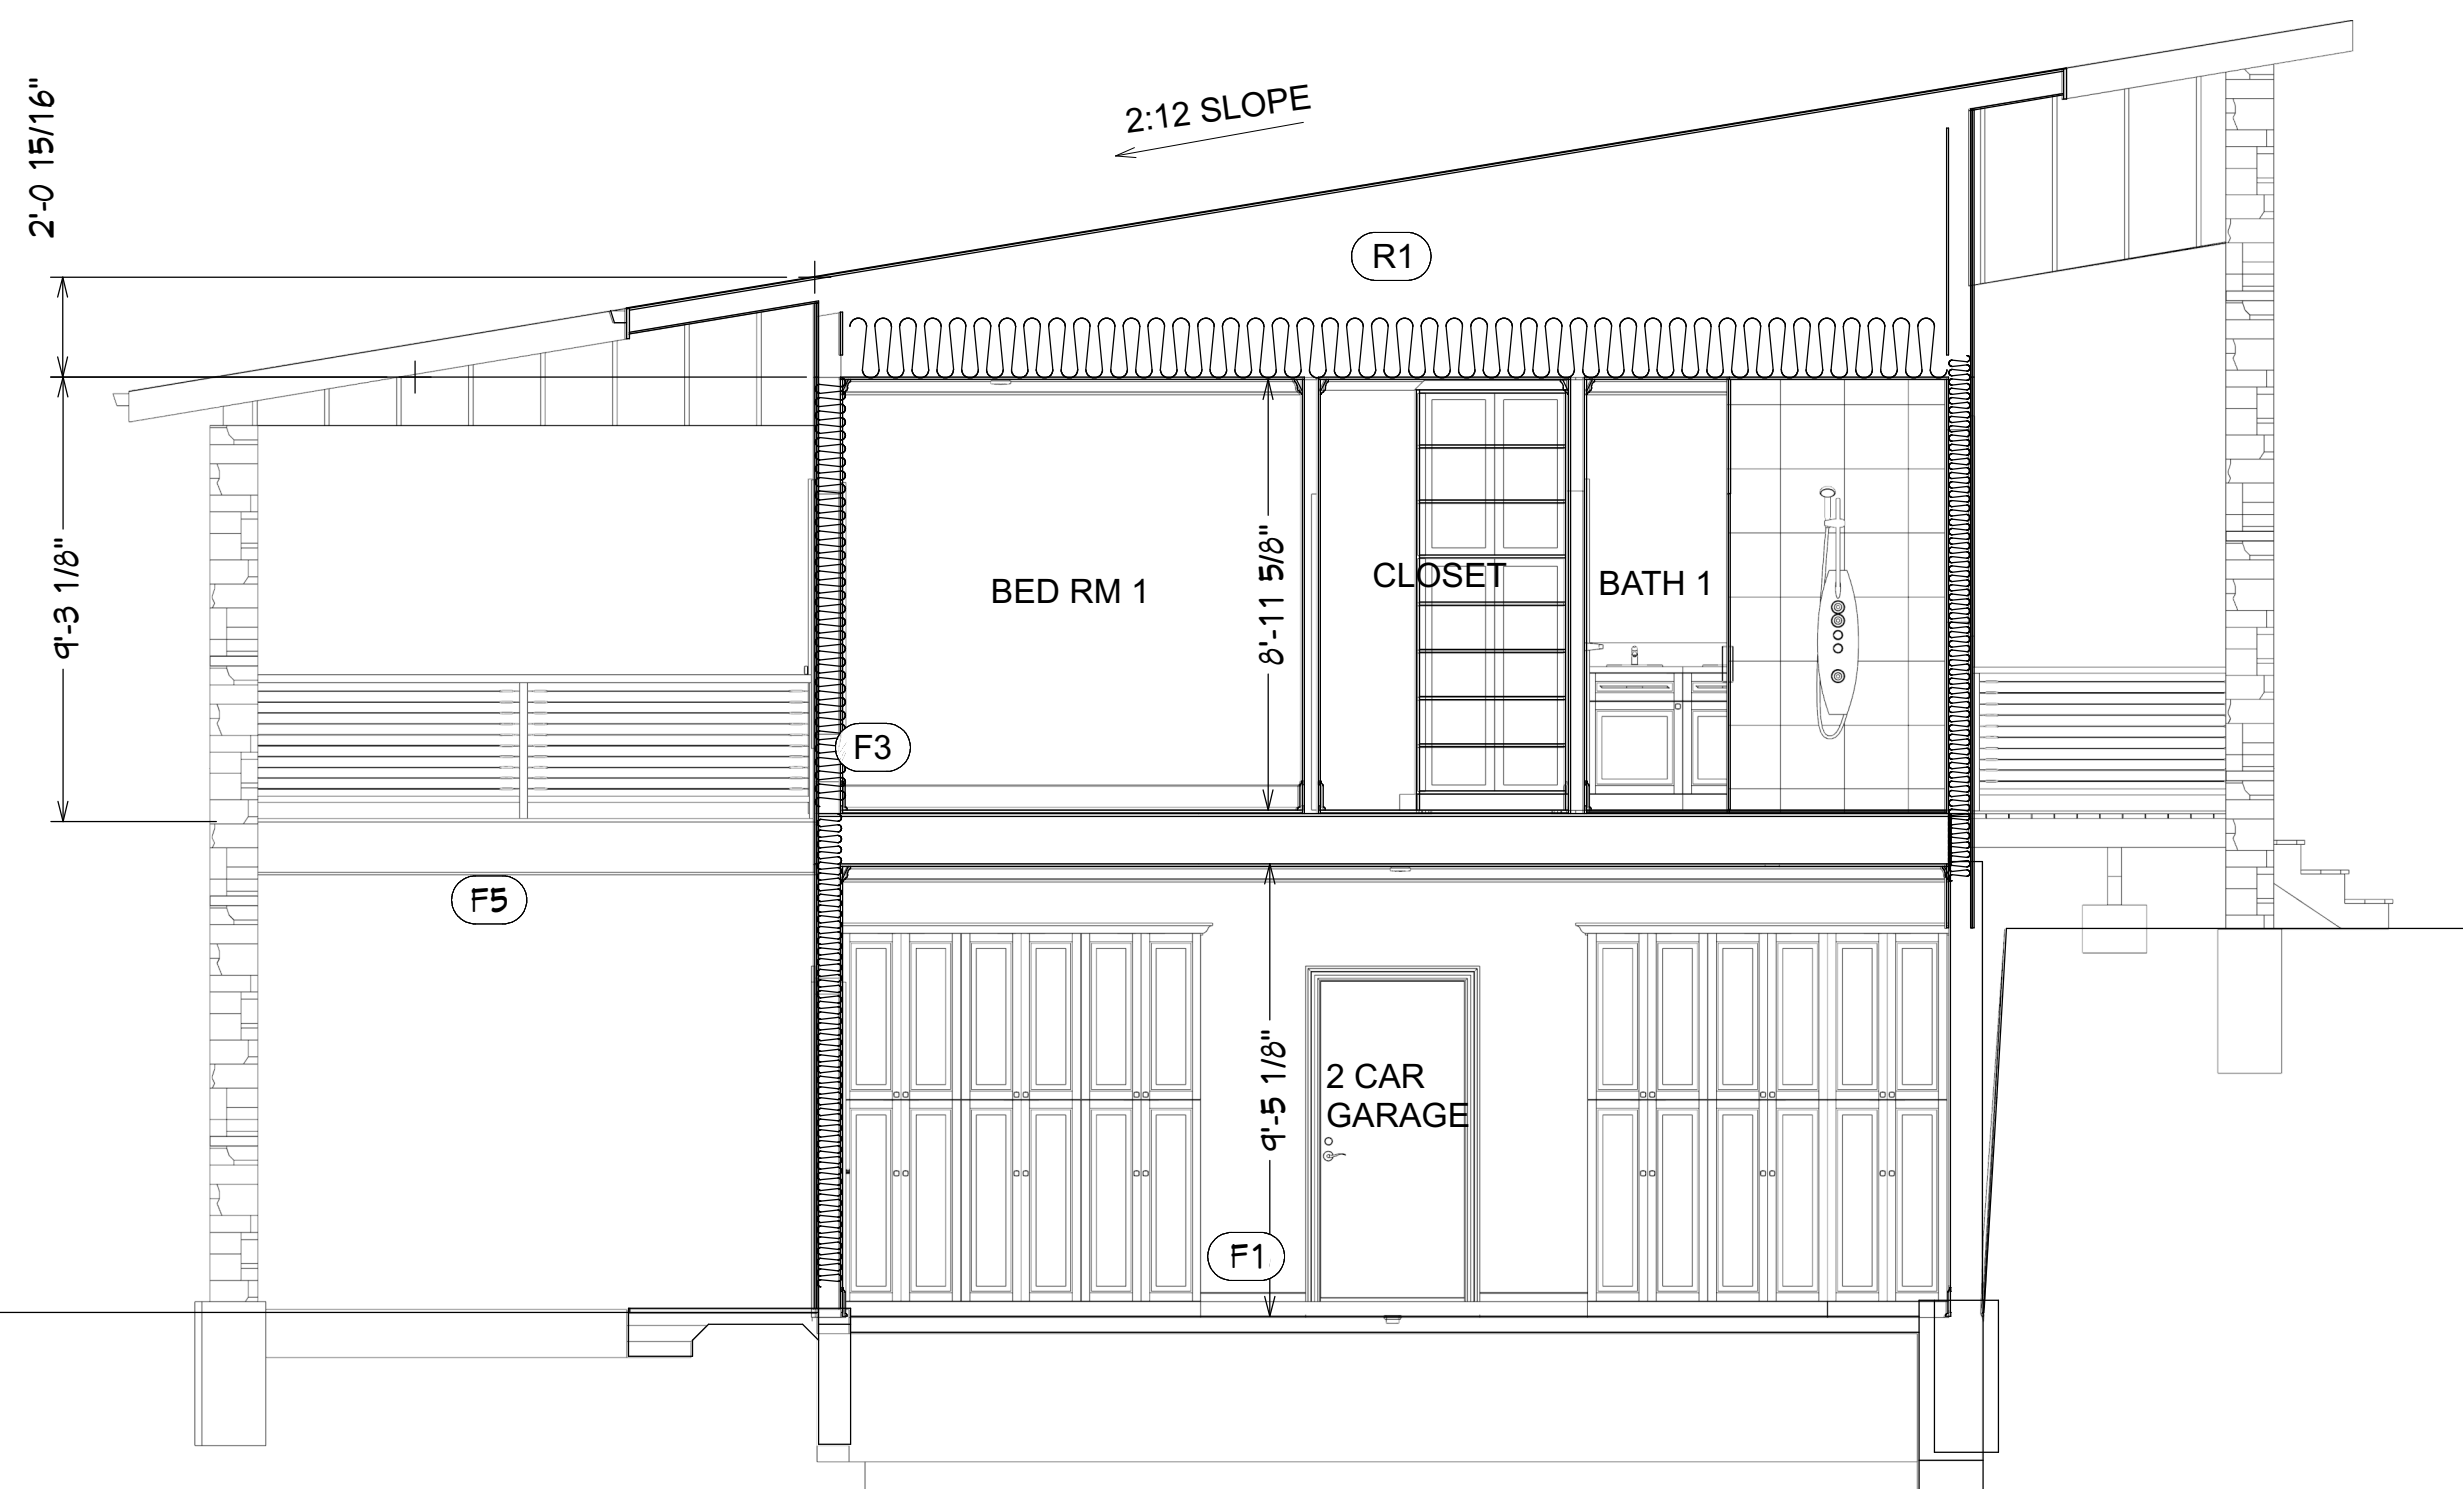 2'-0 15/16"
2:12 SLOPE
R1
9'-3 1/8"
8'-11 5/8"
BED RM 1
CLOSET
BATH 1
F3
F5
9'-5 1/8"
2 CAR
GARAGE
F1